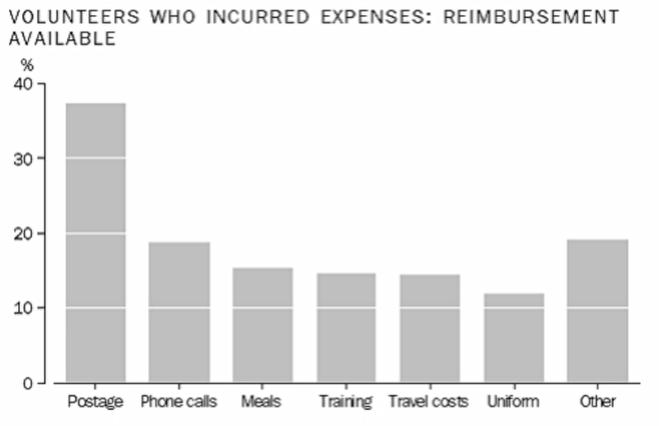 VOLUNTEERS WHO INCURRED EXPENSES: REIMBURSEMENT
AVAILABLE
%
40
30
20
10
0
Postage Phone calls Meals Training Travel costs Uniform Other